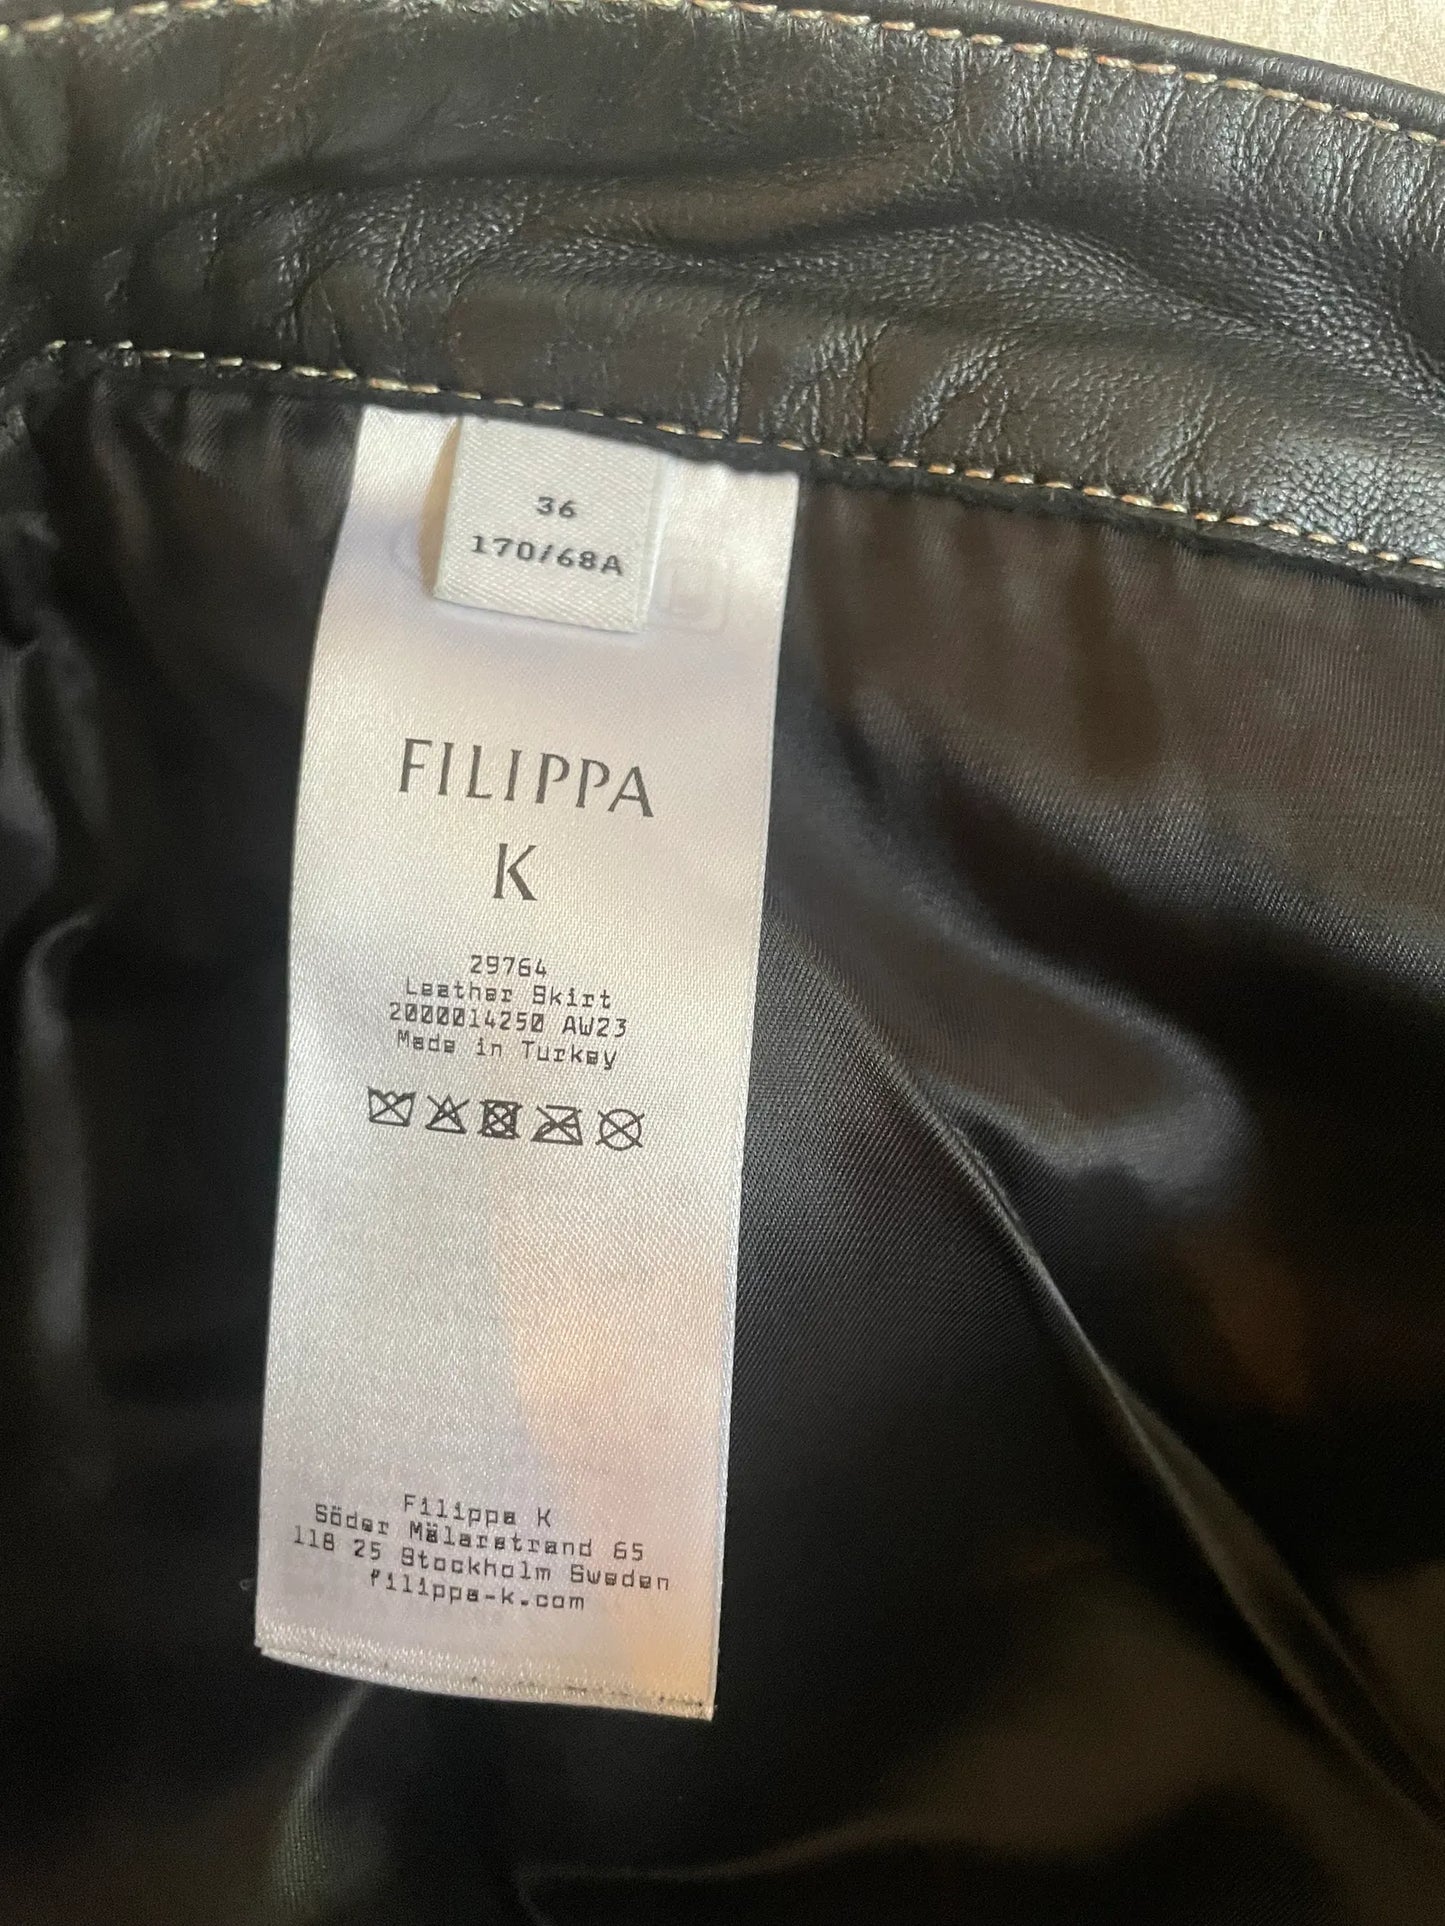 36
170/68A
FILIPPA
K
29764
Leather Skirt
2000014250 AW23
Made in Turkey
Filippa K
Söder Mälarstrand 65
118 25 Stockholm Sweden
filippa-k.com